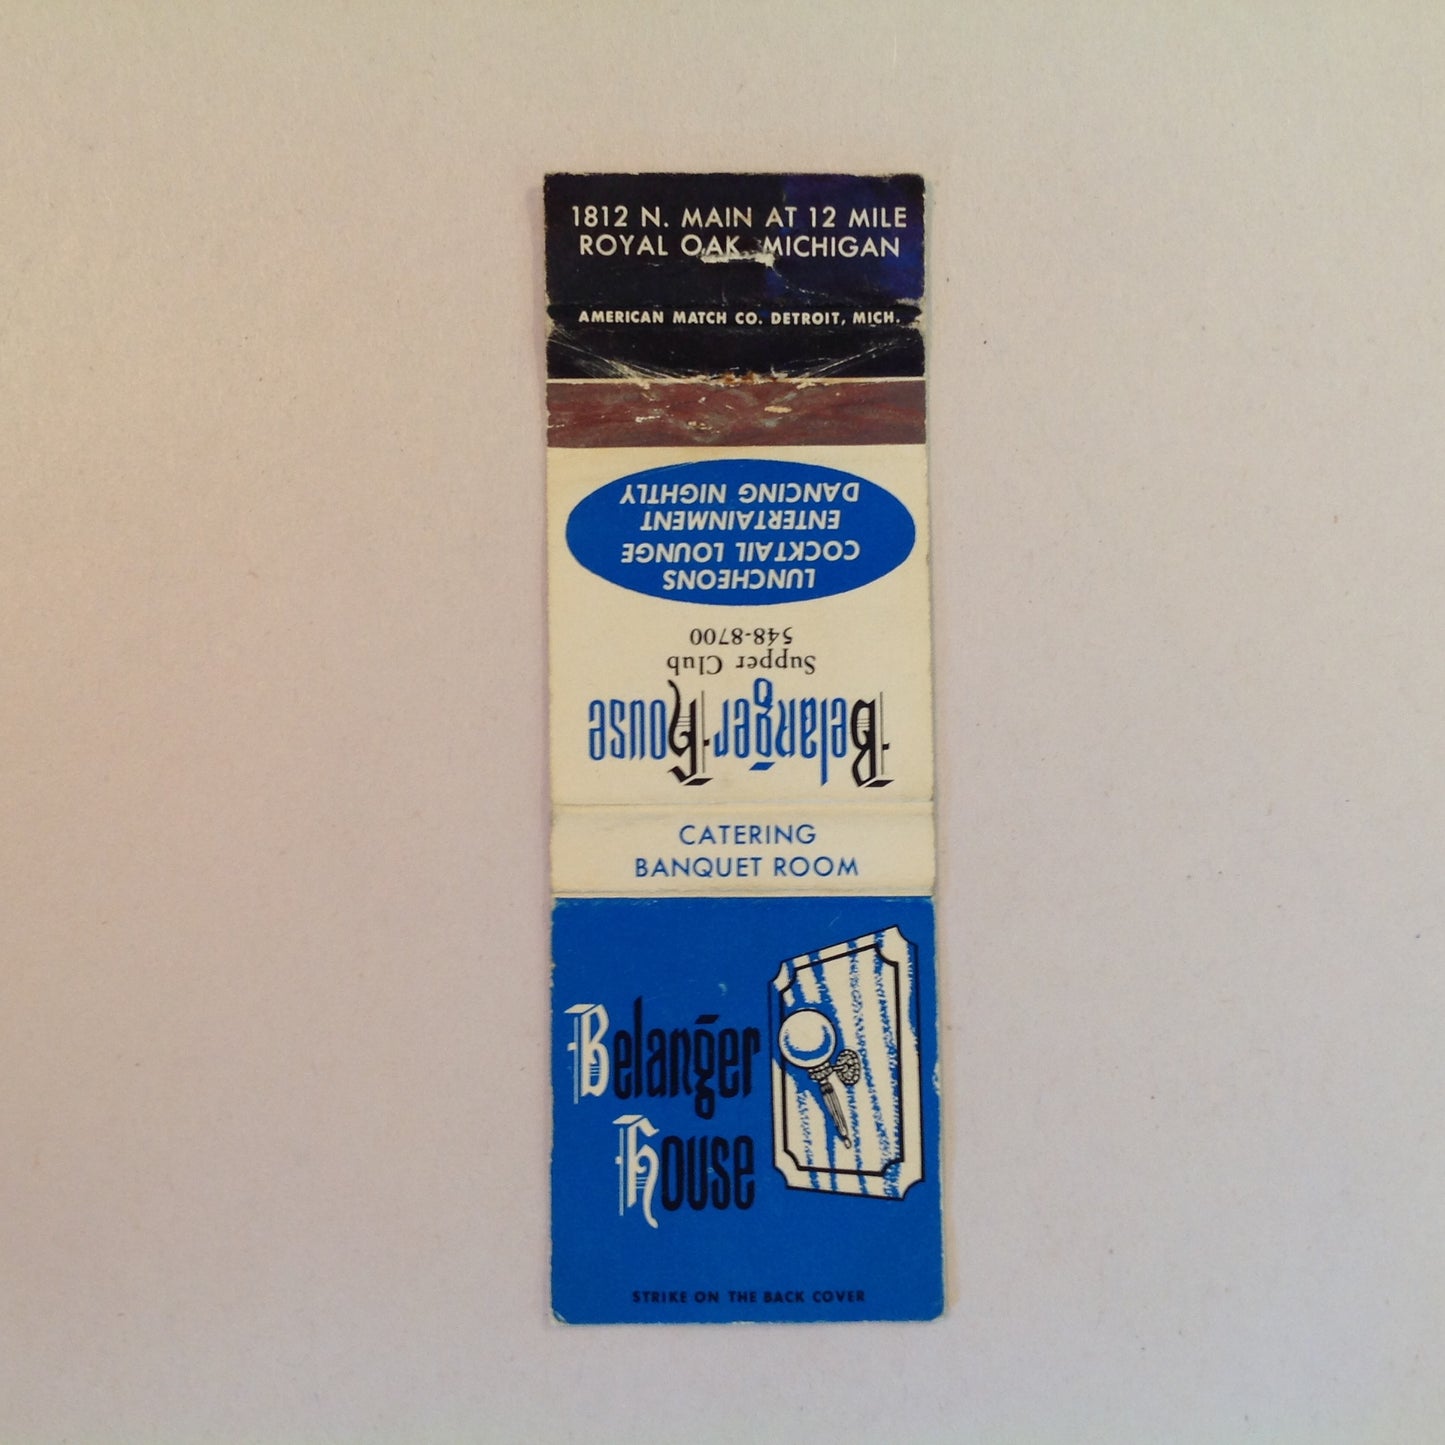 1812 N. MAIN AT 12 MILE
ROYAL OAK, MICHIGAN
AMERICAN MATCH CO. DETROIT, MICH.
Belanger House
Supper Club
548-8700
LUNCHEONS
COCKTAIL LOUNGE
ENTERTAINMENT
DANCING NIGHTLY
CATERING
BANQUET ROOM
Belanger
House
STRIKE ON THE BACK COVER